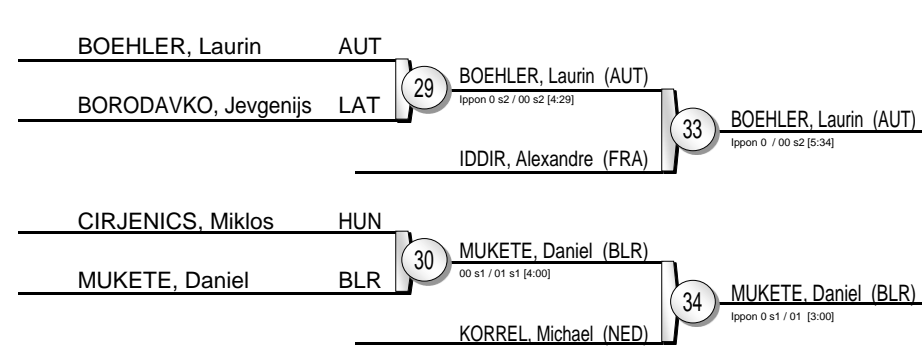 BOEHLER, Laurin AUT
BORODAVKO, Jevgenijs LAT
29
BOEHLER, Laurin (AUT)
Ippon 0 s2 / 00 s2 [4:29]
IDDIR, Alexandre (FRA)
33
BOEHLER, Laurin (AUT)
Ippon 0 / 00 s2 [5:34]
CIRJENICS, Miklos HUN
MUKETE, Daniel BLR
30
MUKETE, Daniel (BLR)
00 s1 / 01 s1 [4:00]
KORREL, Michael (NED)
34
MUKETE, Daniel (BLR)
Ippon 0 s1 / 01 [3:00]